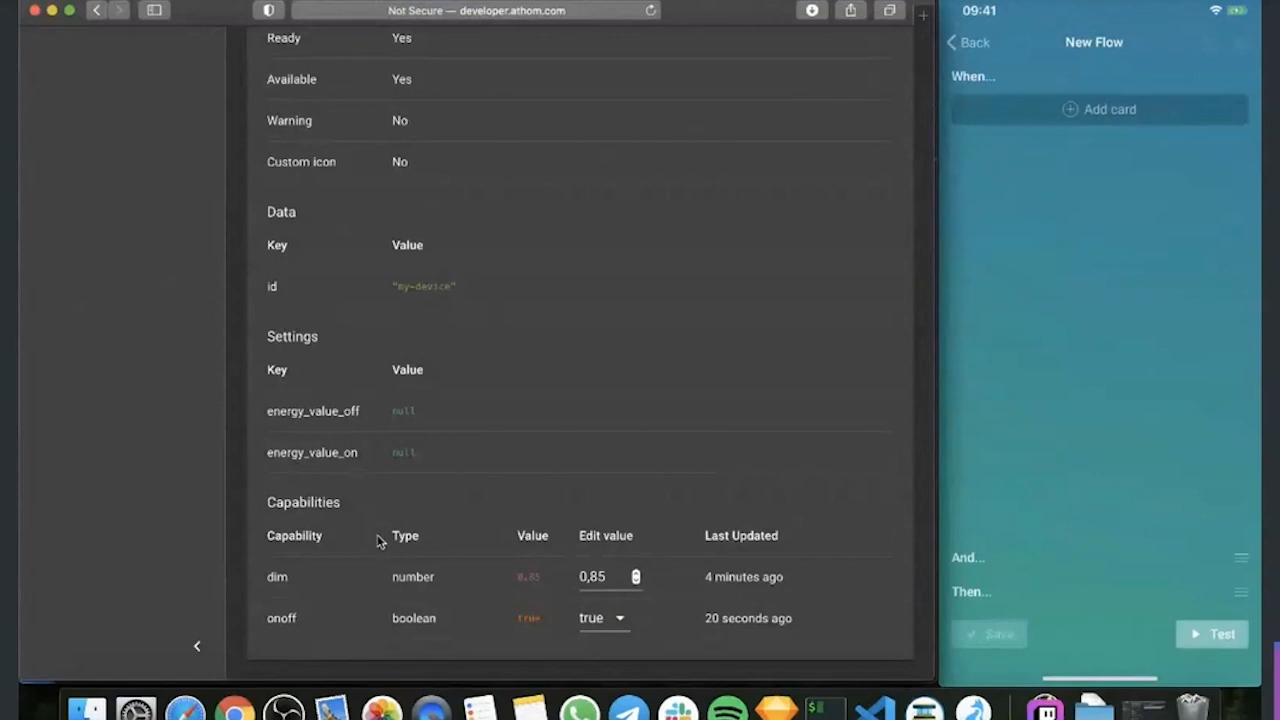 Not Secure — developer.athom.com
Ready Yes
Available Yes
Warning No
Custom icon No
Data
Key Value
id "my-device"
Settings
Key Value
energy_value_off null
energy_value_on null
Capabilities
Capability Type Value Edit value Last Updated
dim number 0.85 0,85 4 minutes ago
onoff boolean true true 20 seconds ago
09:41
Back New Flow
When...
Add card
And...
Then...
Save Test
$